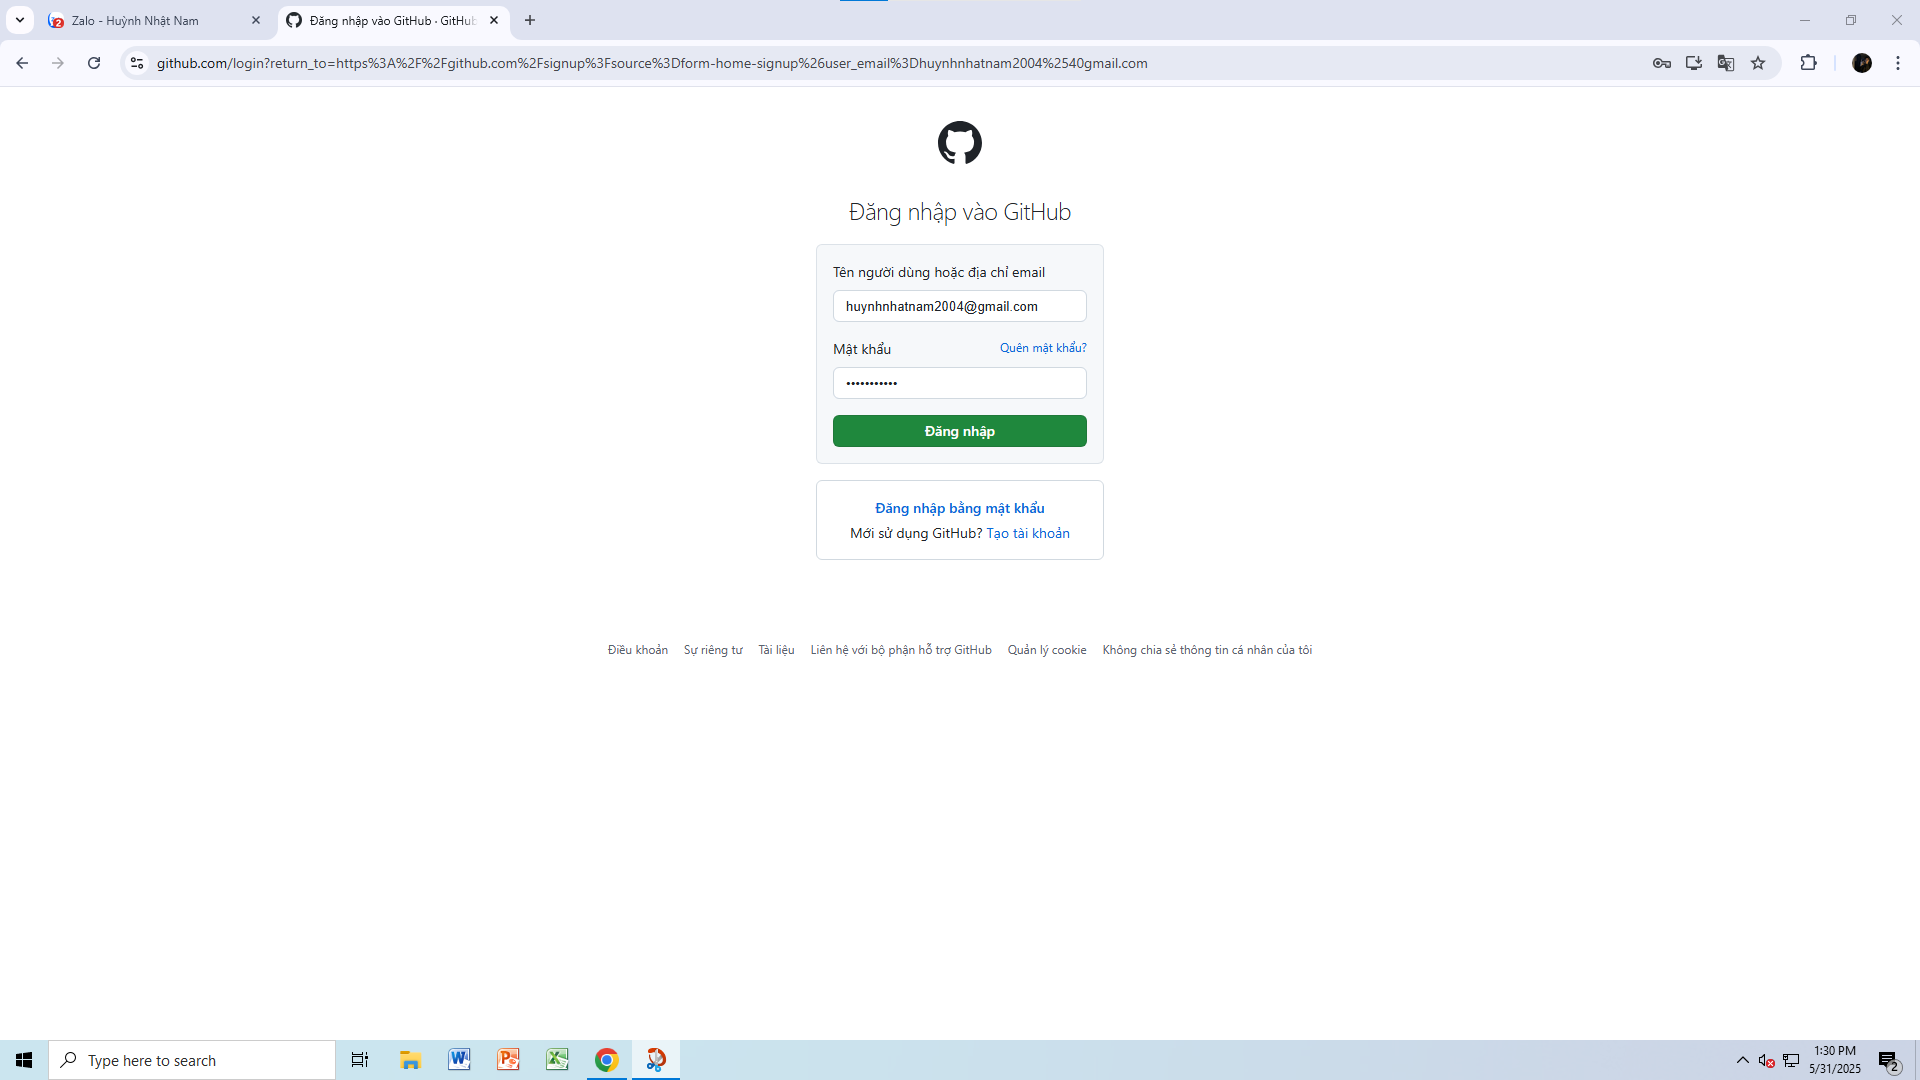 Zalo - Huỳnh Nhật Nam
Đăng nhập vào GitHub · GitHub
github.com/login?return_to=https%3A%2F%2Fgithub.com%2Fsignup%3Fsource%3Dform-home-signup%26user_email%3Dhuynhnhatnam2004%2540gmail.com
Đăng nhập vào GitHub
Tên người dùng hoặc địa chỉ email
huynhnhatnam2004@gmail.com
Mật khẩu Quên mật khẩu?
•••••••••••
Đăng nhập
Đăng nhập bằng mật khẩu
Mới sử dụng GitHub? Tạo tài khoản
Điều khoản Sự riêng tư Tài liệu Liên hệ với bộ phận hỗ trợ GitHub Quản lý cookie Không chia sẻ thông tin cá nhân của tôi
Type here to search
1:30 PM
5/31/2025
2